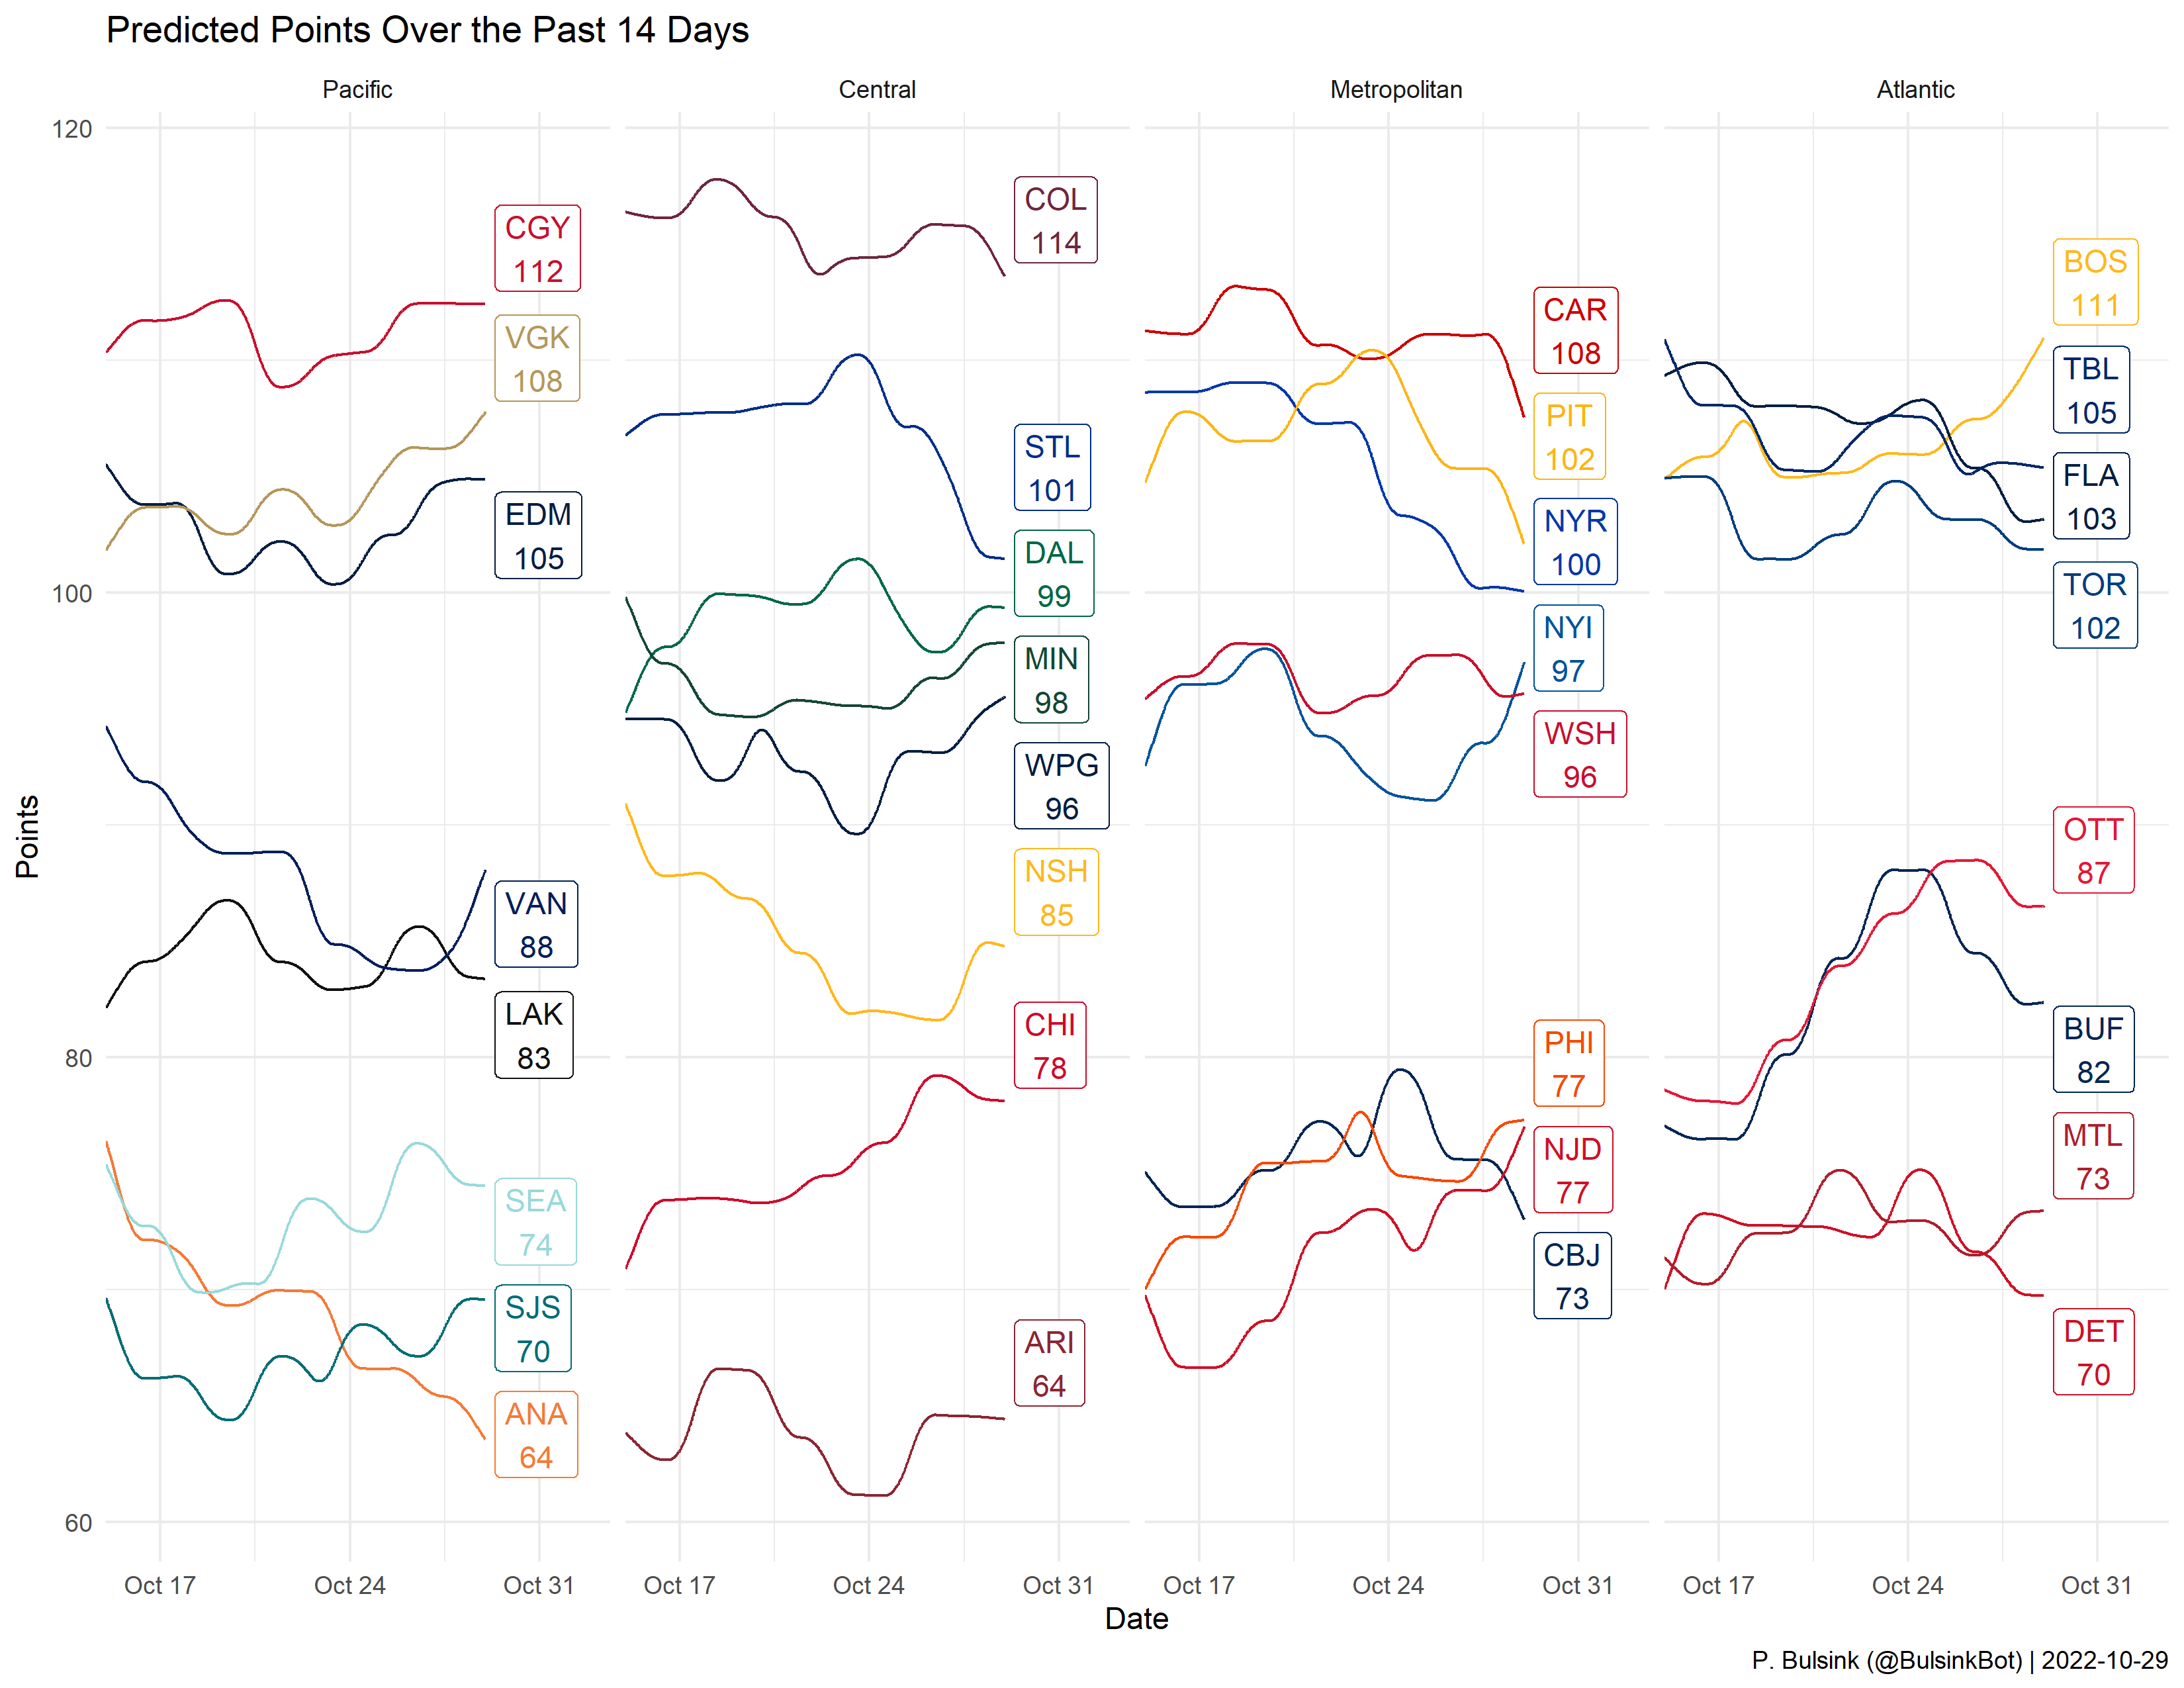 Predicted Points Over the Past 14 Days
Pacific
Central
Metropolitan
Atlantic
Points
120
100
80
60
CGY
112
VGK
108
EDM
105
VAN
88
LAK
83
SEA
74
SJS
70
ANA
64
COL
114
STL
101
DAL
99
MIN
98
WPG
96
NSH
85
CHI
78
ARI
64
CAR
108
PIT
102
NYR
100
NYI
97
WSH
96
PHI
77
NJD
77
CBJ
73
BOS
111
TBL
105
FLA
103
TOR
102
OTT
87
BUF
82
MTL
73
DET
70
Oct 17
Oct 24
Oct 31
Oct 17
Oct 24
Oct 31
Oct 17
Oct 24
Oct 31
Oct 17
Oct 24
Oct 31
Date
P. Bulsink (@BulsinkBot) | 2022-10-29